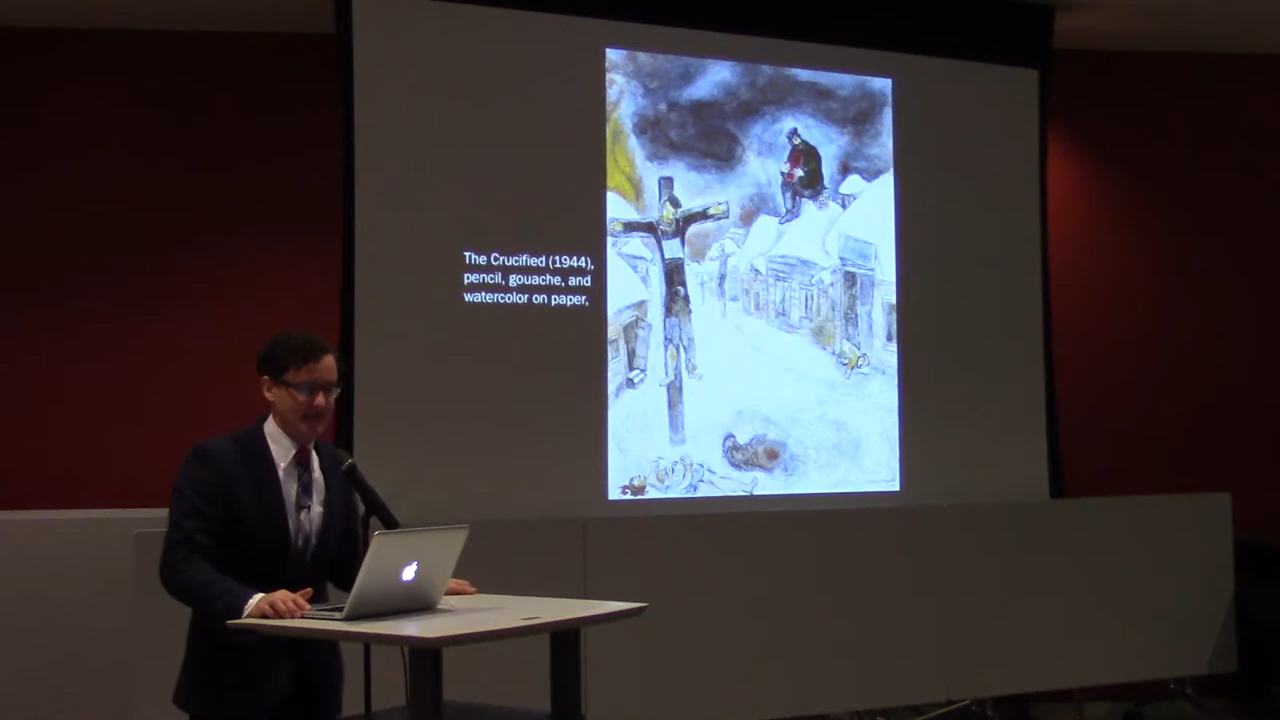 The Crucified (1944),
pencil, gouache, and
watercolor on paper,